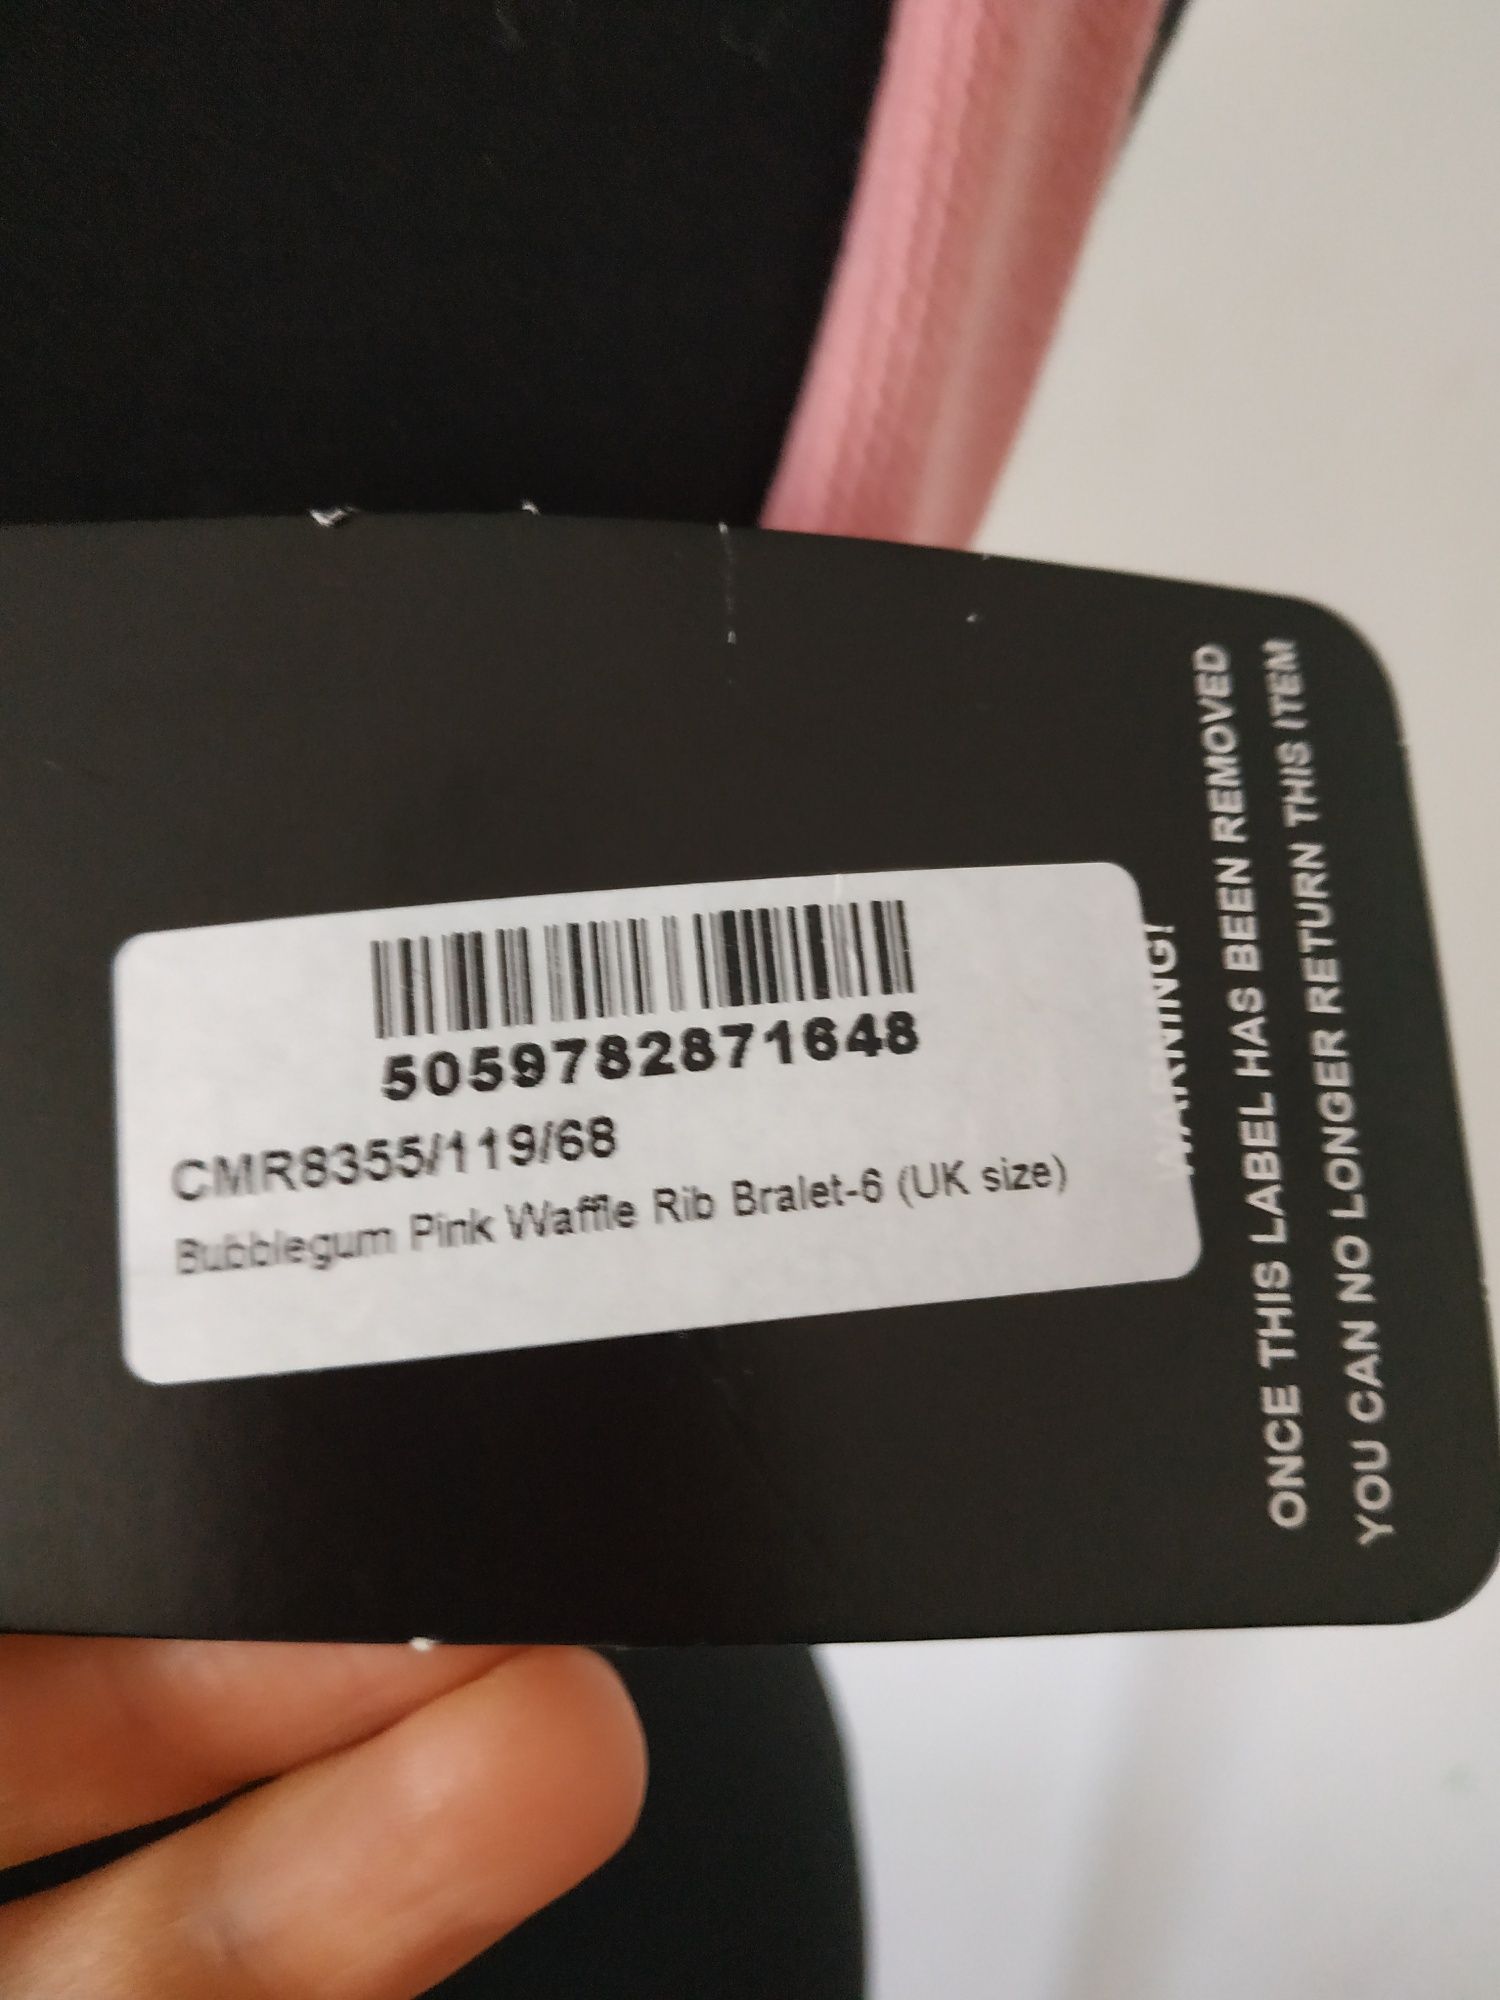 5059782871648
CMR8355/119/68
Bubblegum Pink Waffle Rib Bralet-6 (UK size)
WARNING!
ONCE THIS LABEL HAS BEEN REMOVED
YOU CAN NO LONGER RETURN THIS ITEM